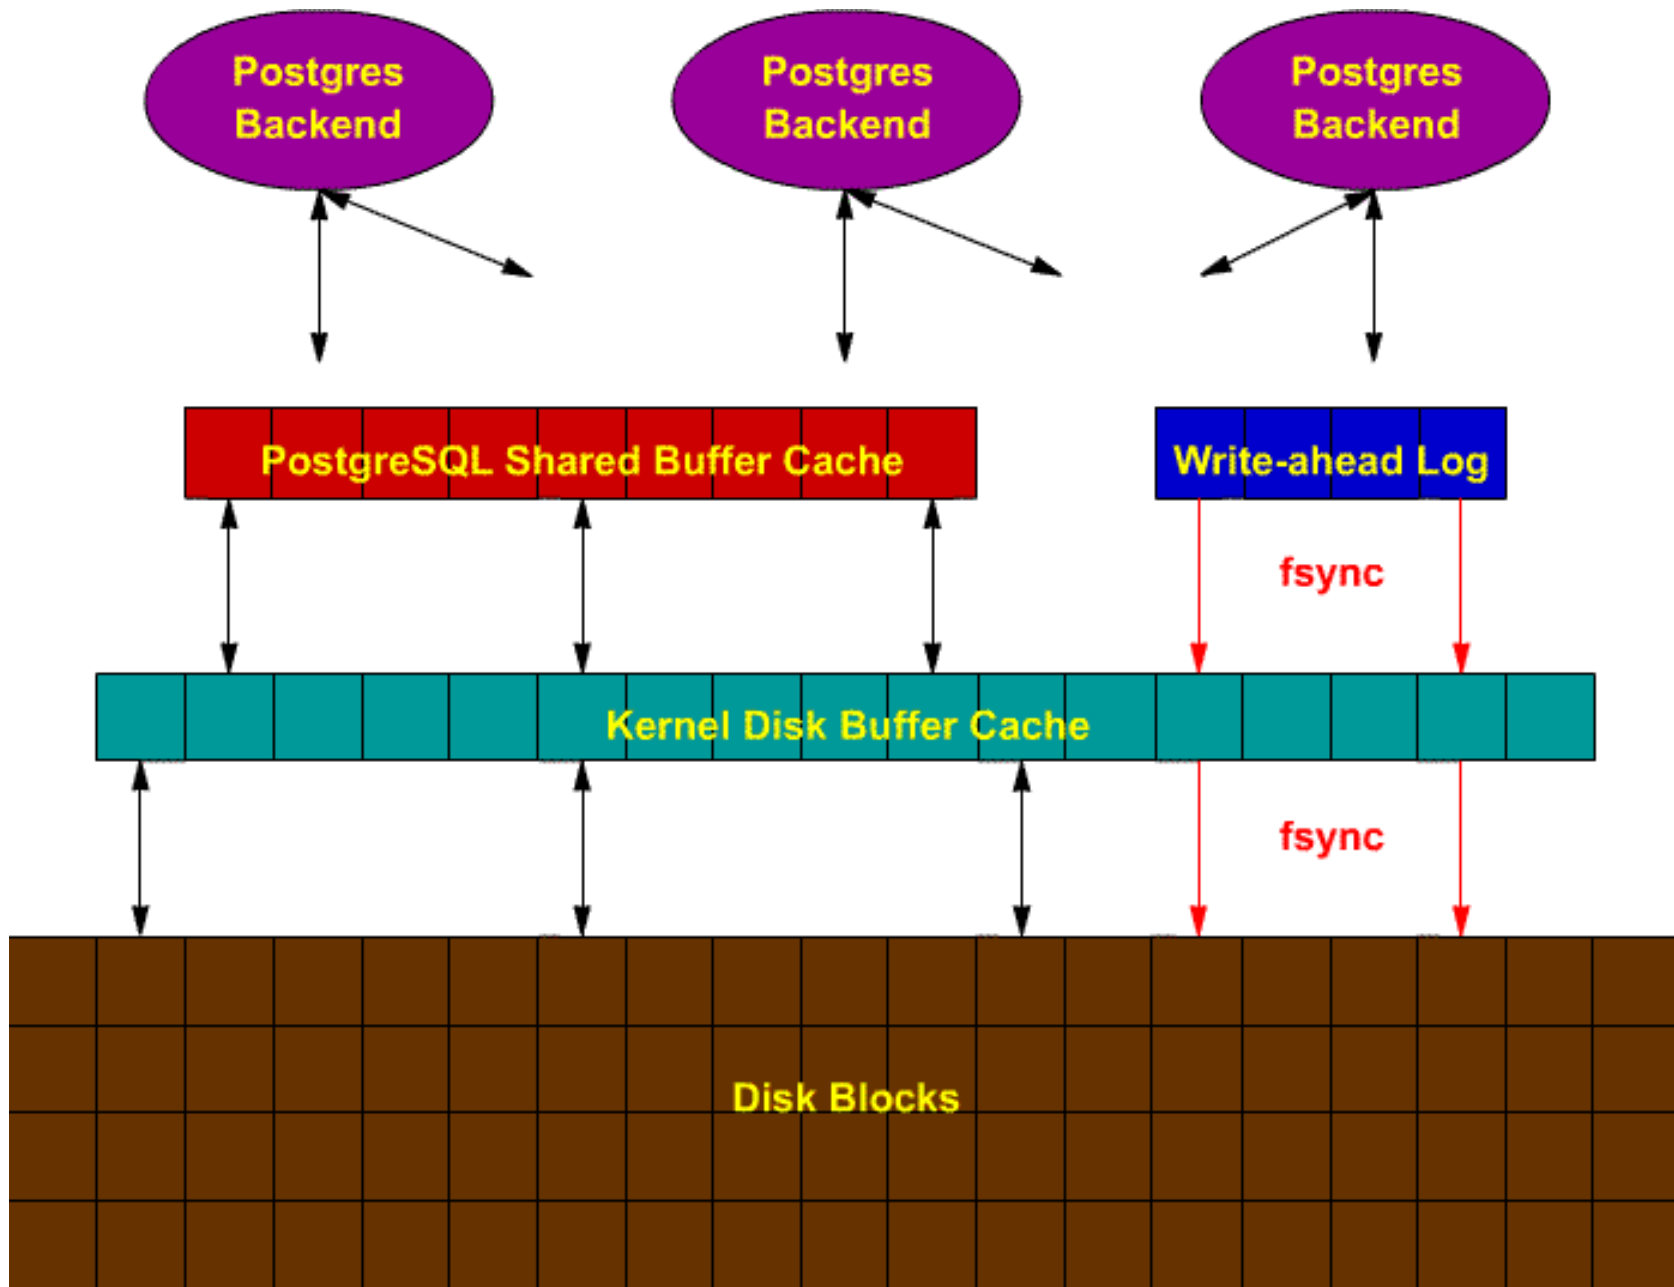 Postgres
Backend
Postgres
Backend
Postgres
Backend
PostgreSQL Shared Buffer Cache
Write-ahead Log
fsync
Kernel Disk Buffer Cache
fsync
Disk Blocks